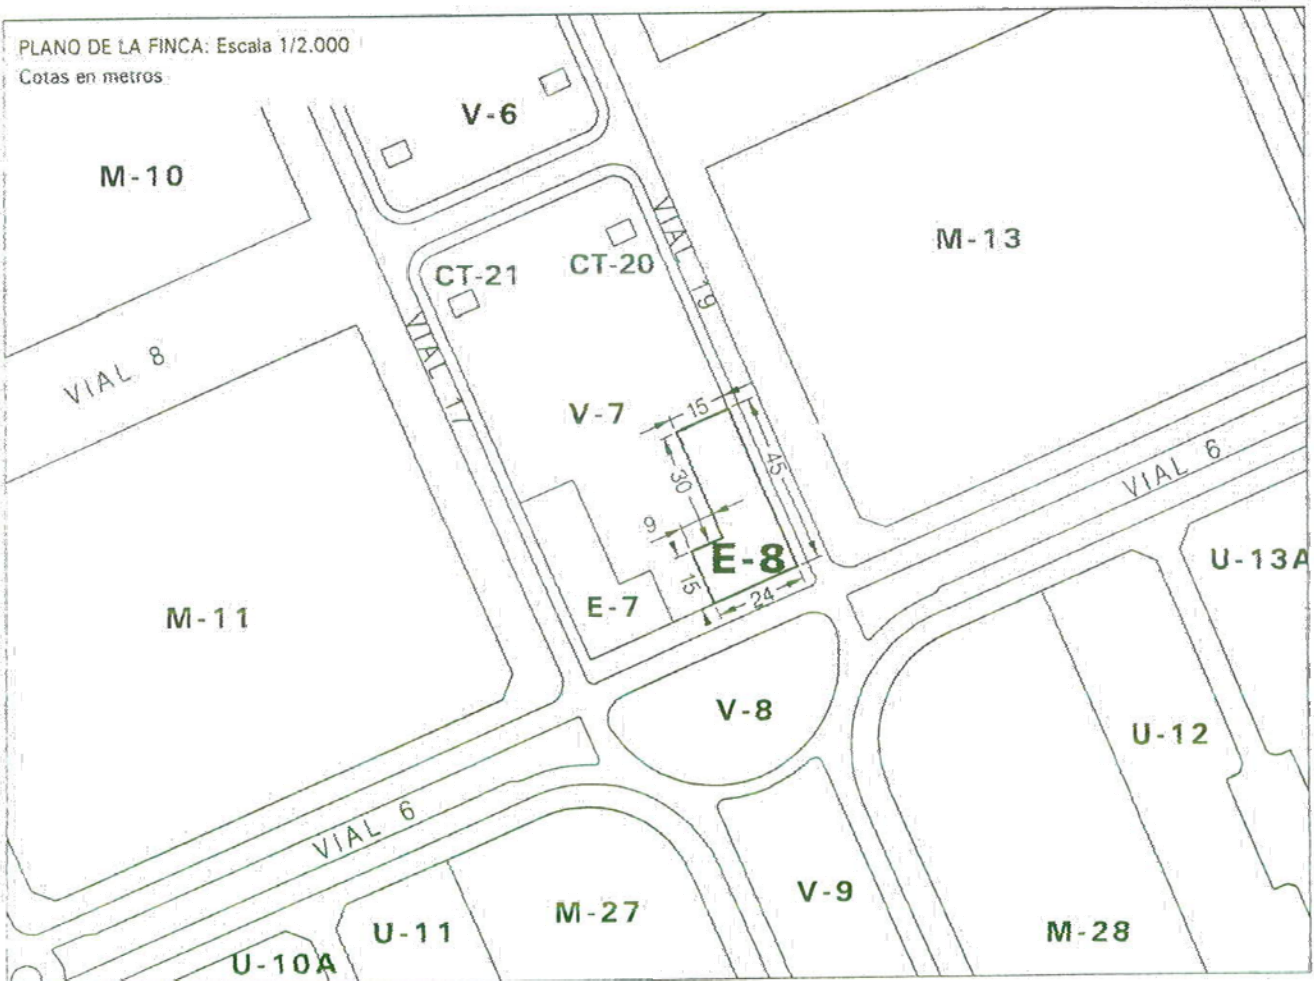 PLANO DE LA FINCA: Escala 1/2.000
Cotas en metros
V-6
M-10
M-13
CT-21
CT-20
VIAL 19
VIAL 8
VIAL 17
V-7
15
45
30
9
E-8
15
24
E-7
VIAL 6
U-13A
M-11
V-8
U-12
VIAL 6
V-9
M-27
U-11
M-28
U-10A